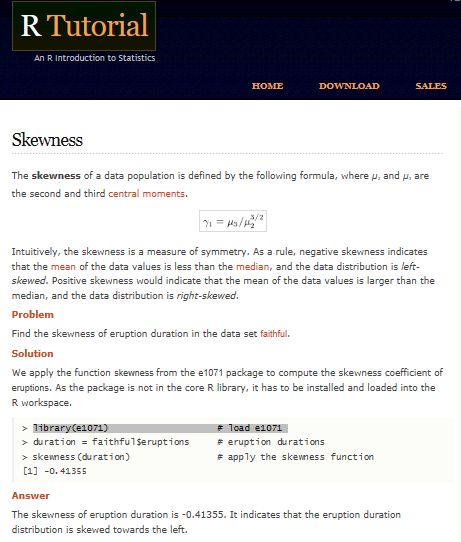 R Tutorial
An R Introduction to Statistics
HOME DOWNLOAD SALES
Skewness
The skewness of a data population is defined by the following formula, where μ, and μ, are
the second and third central moments.
γ₁ = μ₃/μ₂^3/2
Intuitively, the skewness is a measure of symmetry. As a rule, negative skewness indicates
that the mean of the data values is less than the median, and the data distribution is left-
skewed. Positive skewness would indicate that the mean of the data values is larger than the
median, and the data distribution is right-skewed.
Problem
Find the skewness of eruption duration in the data set faithful.
Solution
We apply the function skewness from the e1071 package to compute the skewness coefficient of
eruptions. As the package is not in the core R library, it has to be installed and loaded into the
R workspace.
> library(e1071) # load e1071
> duration = faithful$eruptions # eruption durations
> skewness(duration) # apply the skewness function
[1] -0.41355
Answer
The skewness of eruption duration is -0.41355. It indicates that the eruption duration
distribution is skewed towards the left.